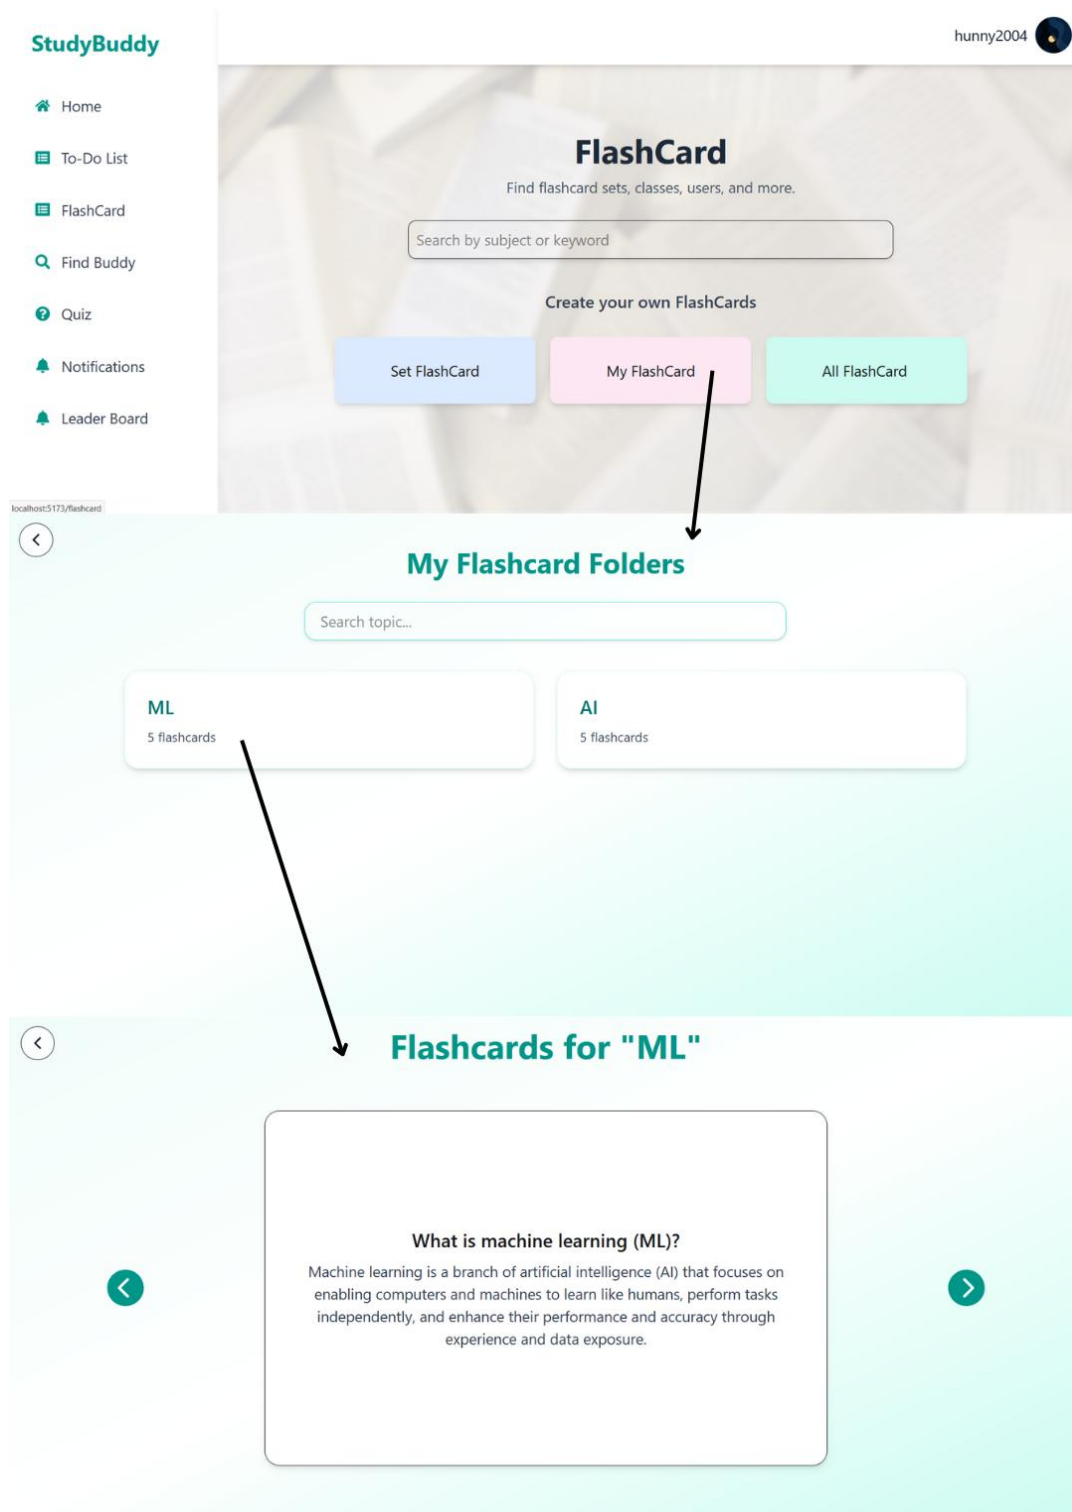 StudyBuddy
hunny2004
Home
To-Do List
FlashCard
Find Buddy
Quiz
Notifications
Leader Board
FlashCard
Find flashcard sets, classes, users, and more.
Search by subject or keyword
Create your own FlashCards
Set FlashCard
My FlashCard
All FlashCard
localhost:5173/flashcard
My Flashcard Folders
Search topic...
ML
5 flashcards
AI
5 flashcards
Flashcards for "ML"
What is machine learning (ML)?
Machine learning is a branch of artificial intelligence (AI) that focuses on
enabling computers and machines to learn like humans, perform tasks
independently, and enhance their performance and accuracy through
experience and data exposure.